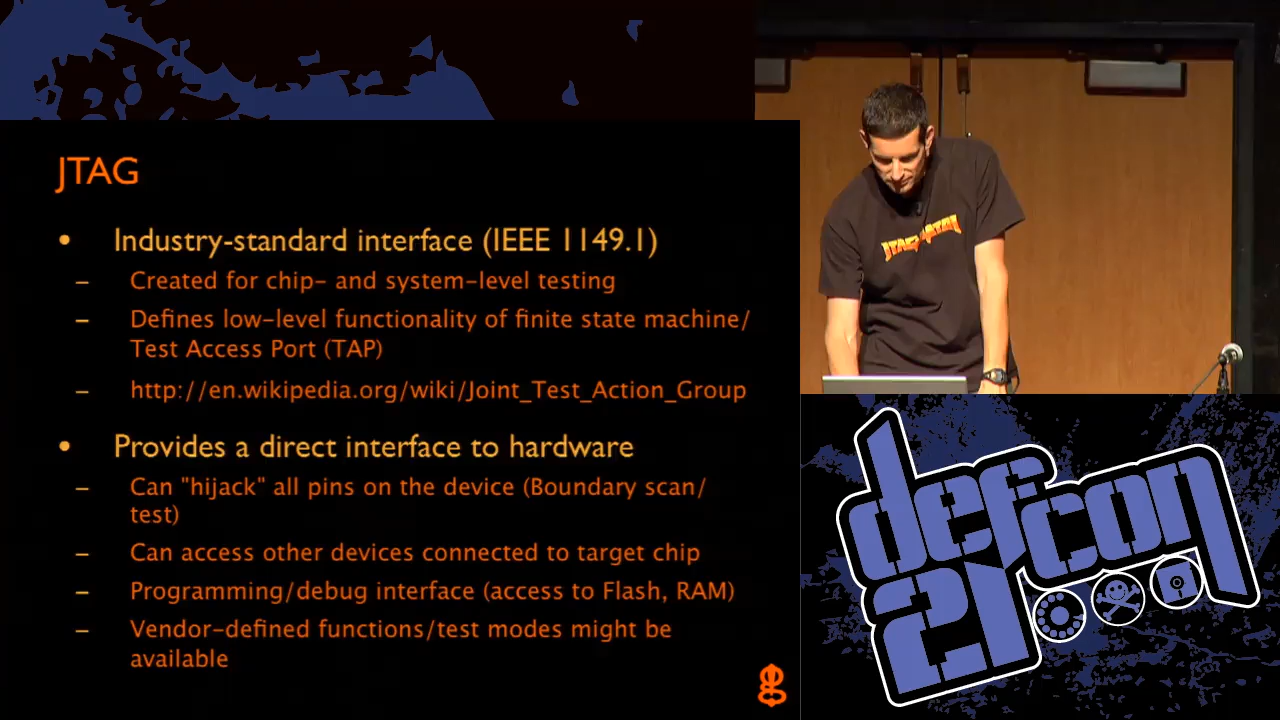 JTAG
• Industry-standard interface (IEEE 1149.1)
– Created for chip- and system-level testing
– Defines low-level functionality of finite state machine/
Test Access Port (TAP)
– http://en.wikipedia.org/wiki/Joint_Test_Action_Group
• Provides a direct interface to hardware
– Can "hijack" all pins on the device (Boundary scan/
test)
– Can access other devices connected to target chip
– Programming/debug interface (access to Flash, RAM)
– Vendor-defined functions/test modes might be
available
defcon
21